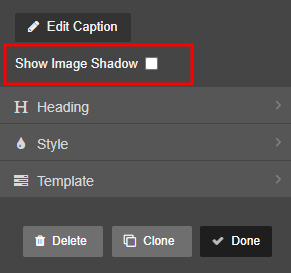 Edit Caption
Show Image Shadow
H Heading
Style
Template
Delete Clone Done